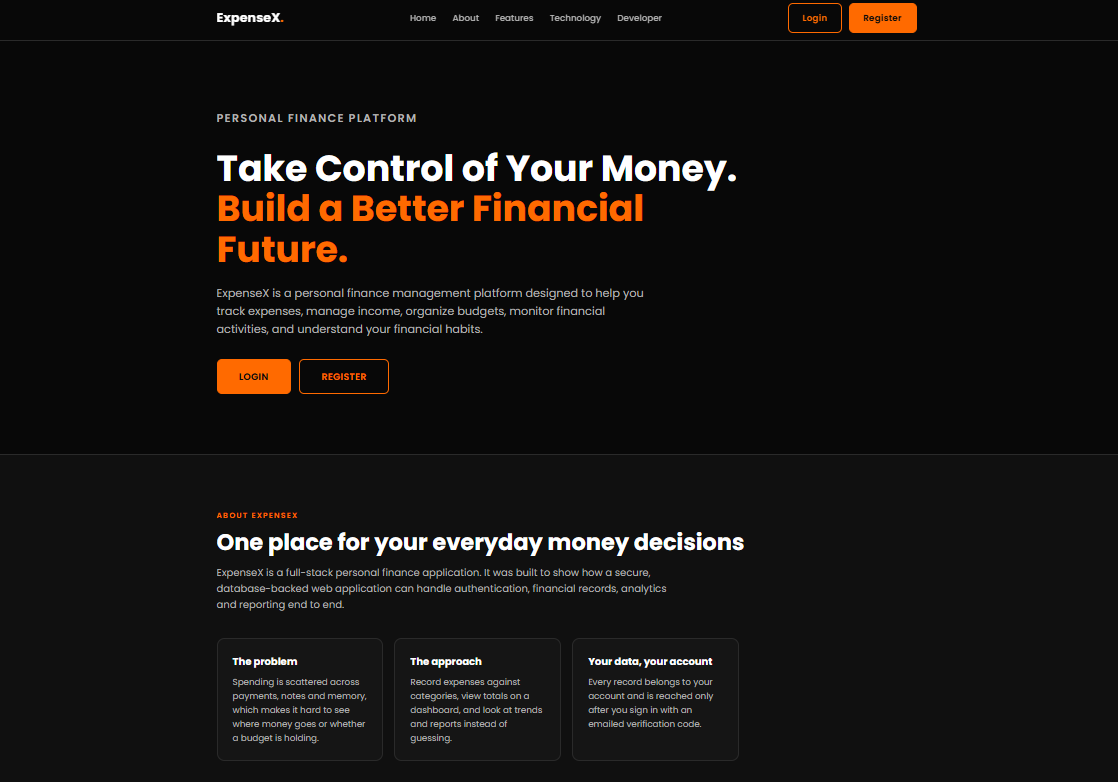 ExpenseX.
Home About Features Technology Developer
Login Register
PERSONAL FINANCE PLATFORM
Take Control of Your Money.
Build a Better Financial
Future.
ExpenseX is a personal finance management platform designed to help you
track expenses, manage income, organize budgets, monitor financial
activities, and understand your financial habits.
LOGIN REGISTER
ABOUT EXPENSEX
One place for your everyday money decisions
ExpenseX is a full-stack personal finance application. It was built to show how a secure,
database-backed web application can handle authentication, financial records, analytics
and reporting end to end.
The problem
Spending is scattered across
payments, notes and memory,
which makes it hard to see
where money goes or whether
a budget is holding.
The approach
Record expenses against
categories, view totals on a
dashboard, and look at trends
and reports instead of
guessing.
Your data, your account
Every record belongs to your
account and is reached only
after you sign in with an
emailed verification code.